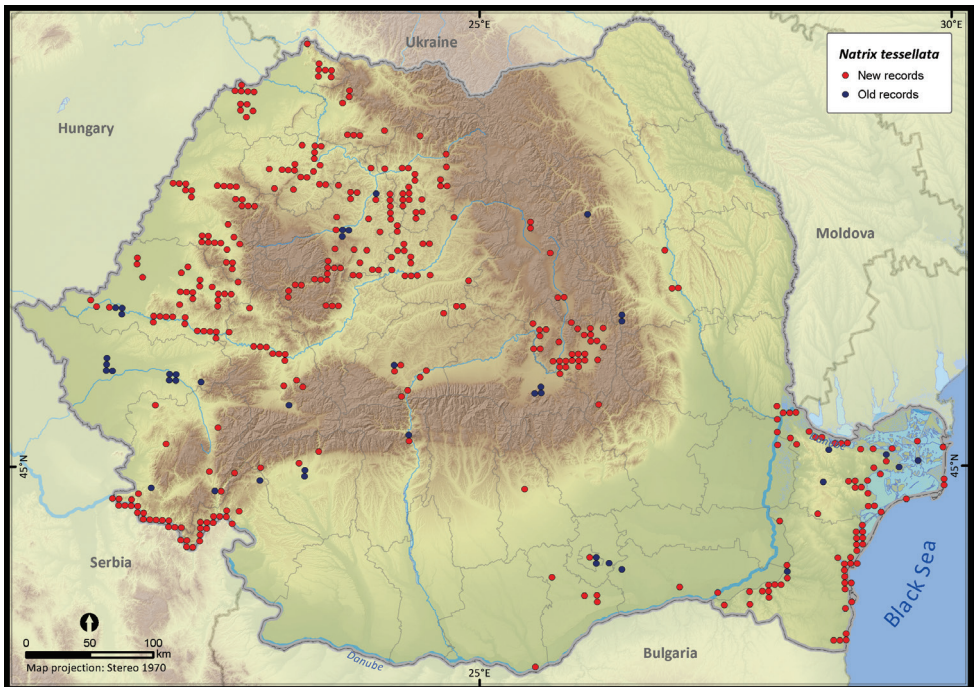 25°E
30°E
Ukraine
Natrix tessellata
New records
Old records
Hungary
Moldova
45°N
45°N
Danube
Serbia
Black Sea
0 50 100
km
Map projection: Stereo 1970
Danube
Bulgaria
25°E